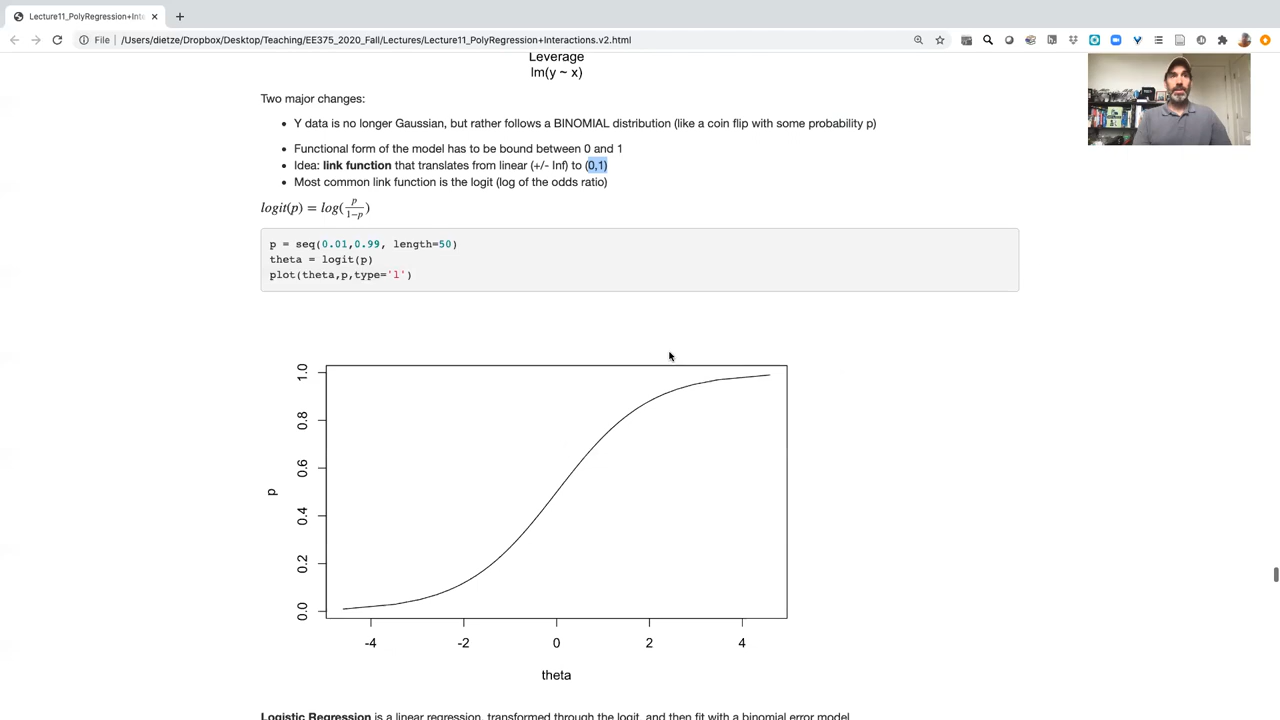 Lecture11_PolyRegression+Inte
File
/Users/dietze/Dropbox/Desktop/Teaching/EE375_2020_Fall/Lectures/Lecture11_PolyRegression+Interactions.v2.html
Leverage
lm(y ~ x)
Two major changes:
• Y data is no longer Gaussian, but rather follows a BINOMIAL distribution (like a coin flip with some probability p)
• Functional form of the model has to be bound between 0 and 1
• Idea: link function that translates from linear (+/- Inf) to (0,1)
• Most common link function is the logit (log of the odds ratio)
logit(p) = log(p/1−p)
p = seq(0.01,0.99, length=50)
theta = logit(p)
plot(theta,p,type='l')
1.0
0.8
0.6
0.4
0.2
0.0
p
-4 -2 0 2 4
theta
Logistic Regression is a linear regression, transformed through the logit, and then fit with a binomial error model